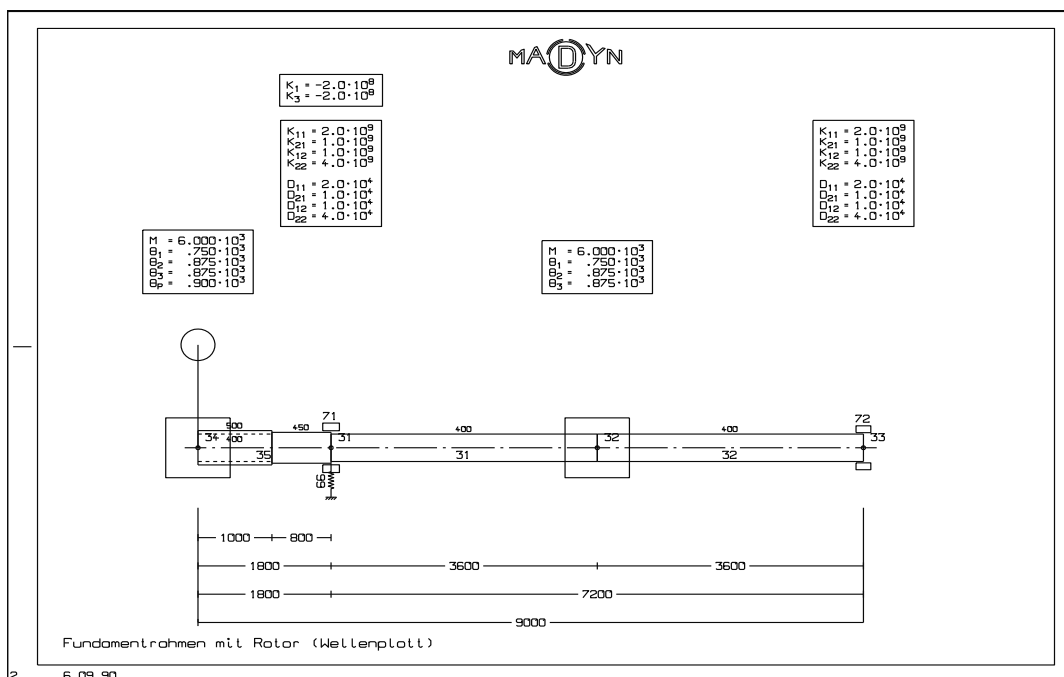 MADYN
K1 = -2.0·10^8
K3 = -2.0·10^8
K11 = 2.0·10^9
K21 = 1.0·10^9
K12 = 1.0·10^9
K22 = 4.0·10^9
D11 = 2.0·10^4
D21 = 1.0·10^4
D12 = 1.0·10^4
D22 = 4.0·10^4
K11 = 2.0·10^9
K21 = 1.0·10^9
K12 = 1.0·10^9
K22 = 4.0·10^9
D11 = 2.0·10^4
D21 = 1.0·10^4
D12 = 1.0·10^4
D22 = 4.0·10^4
M = 6.000·10^3
θ1 = .750·10^3
θ2 = .875·10^3
θ3 = .875·10^3
θP = .900·10^3
M = 6.000·10^3
θ1 = .750·10^3
θ2 = .875·10^3
θ3 = .875·10^3
71
72
500
450
400
400
34
31
32
33
400
35
31
32
66
1000
800
1800
3600
3600
1800
7200
9000
Fundamentrahmen mit Rotor (Wellenplott)
2
6.09.90